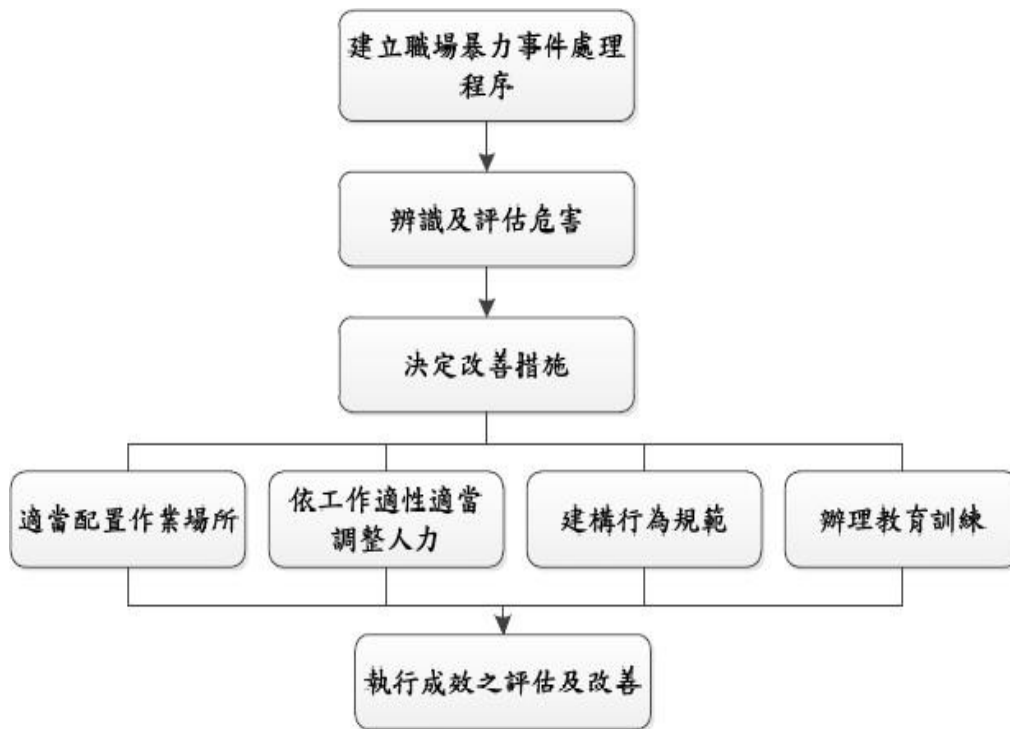 建立職場暴力事件處理
程序
辨識及評估危害
決定改善措施
適當配置作業場所
依工作適性適當
調整人力
建構行為規範
辦理教育訓練
執行成效之評估及改善